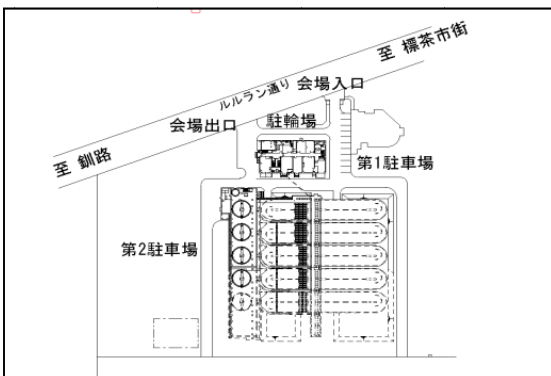 至 標茶市街
ルルラン通り
会場入口
会場出口
駐輪場
至 釧路
第1駐車場
第2駐車場